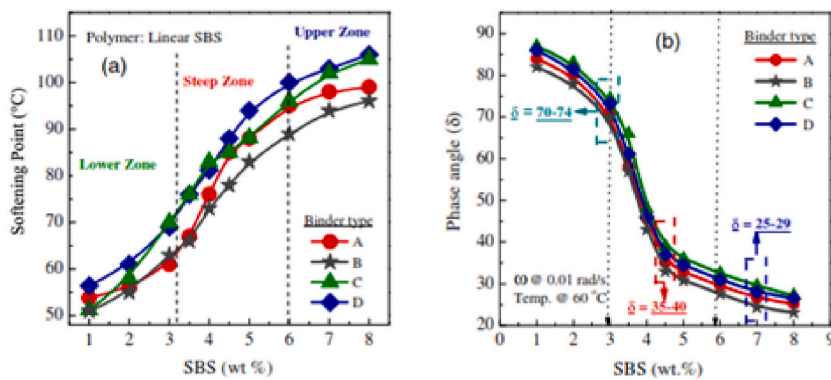 Polymer: Linear SBS
(a)
Upper Zone
Steep Zone
Lower Zone
Binder type
A
B
C
D
Softening Point (°C)
110
100
90
80
70
60
50
1 2 3 4 5 6 7 8
SBS (wt %)
(b)
Binder type
A
B
C
D
δ = 70-74
δ = 25-29
δ = 35-40
ω @ 0.01 rad/s
Temp. @ 60 °C
Phase angle (δ)
90
80
70
60
50
40
30
20
0 1 2 3 4 5 6 7 8 9
SBS (wt.%)